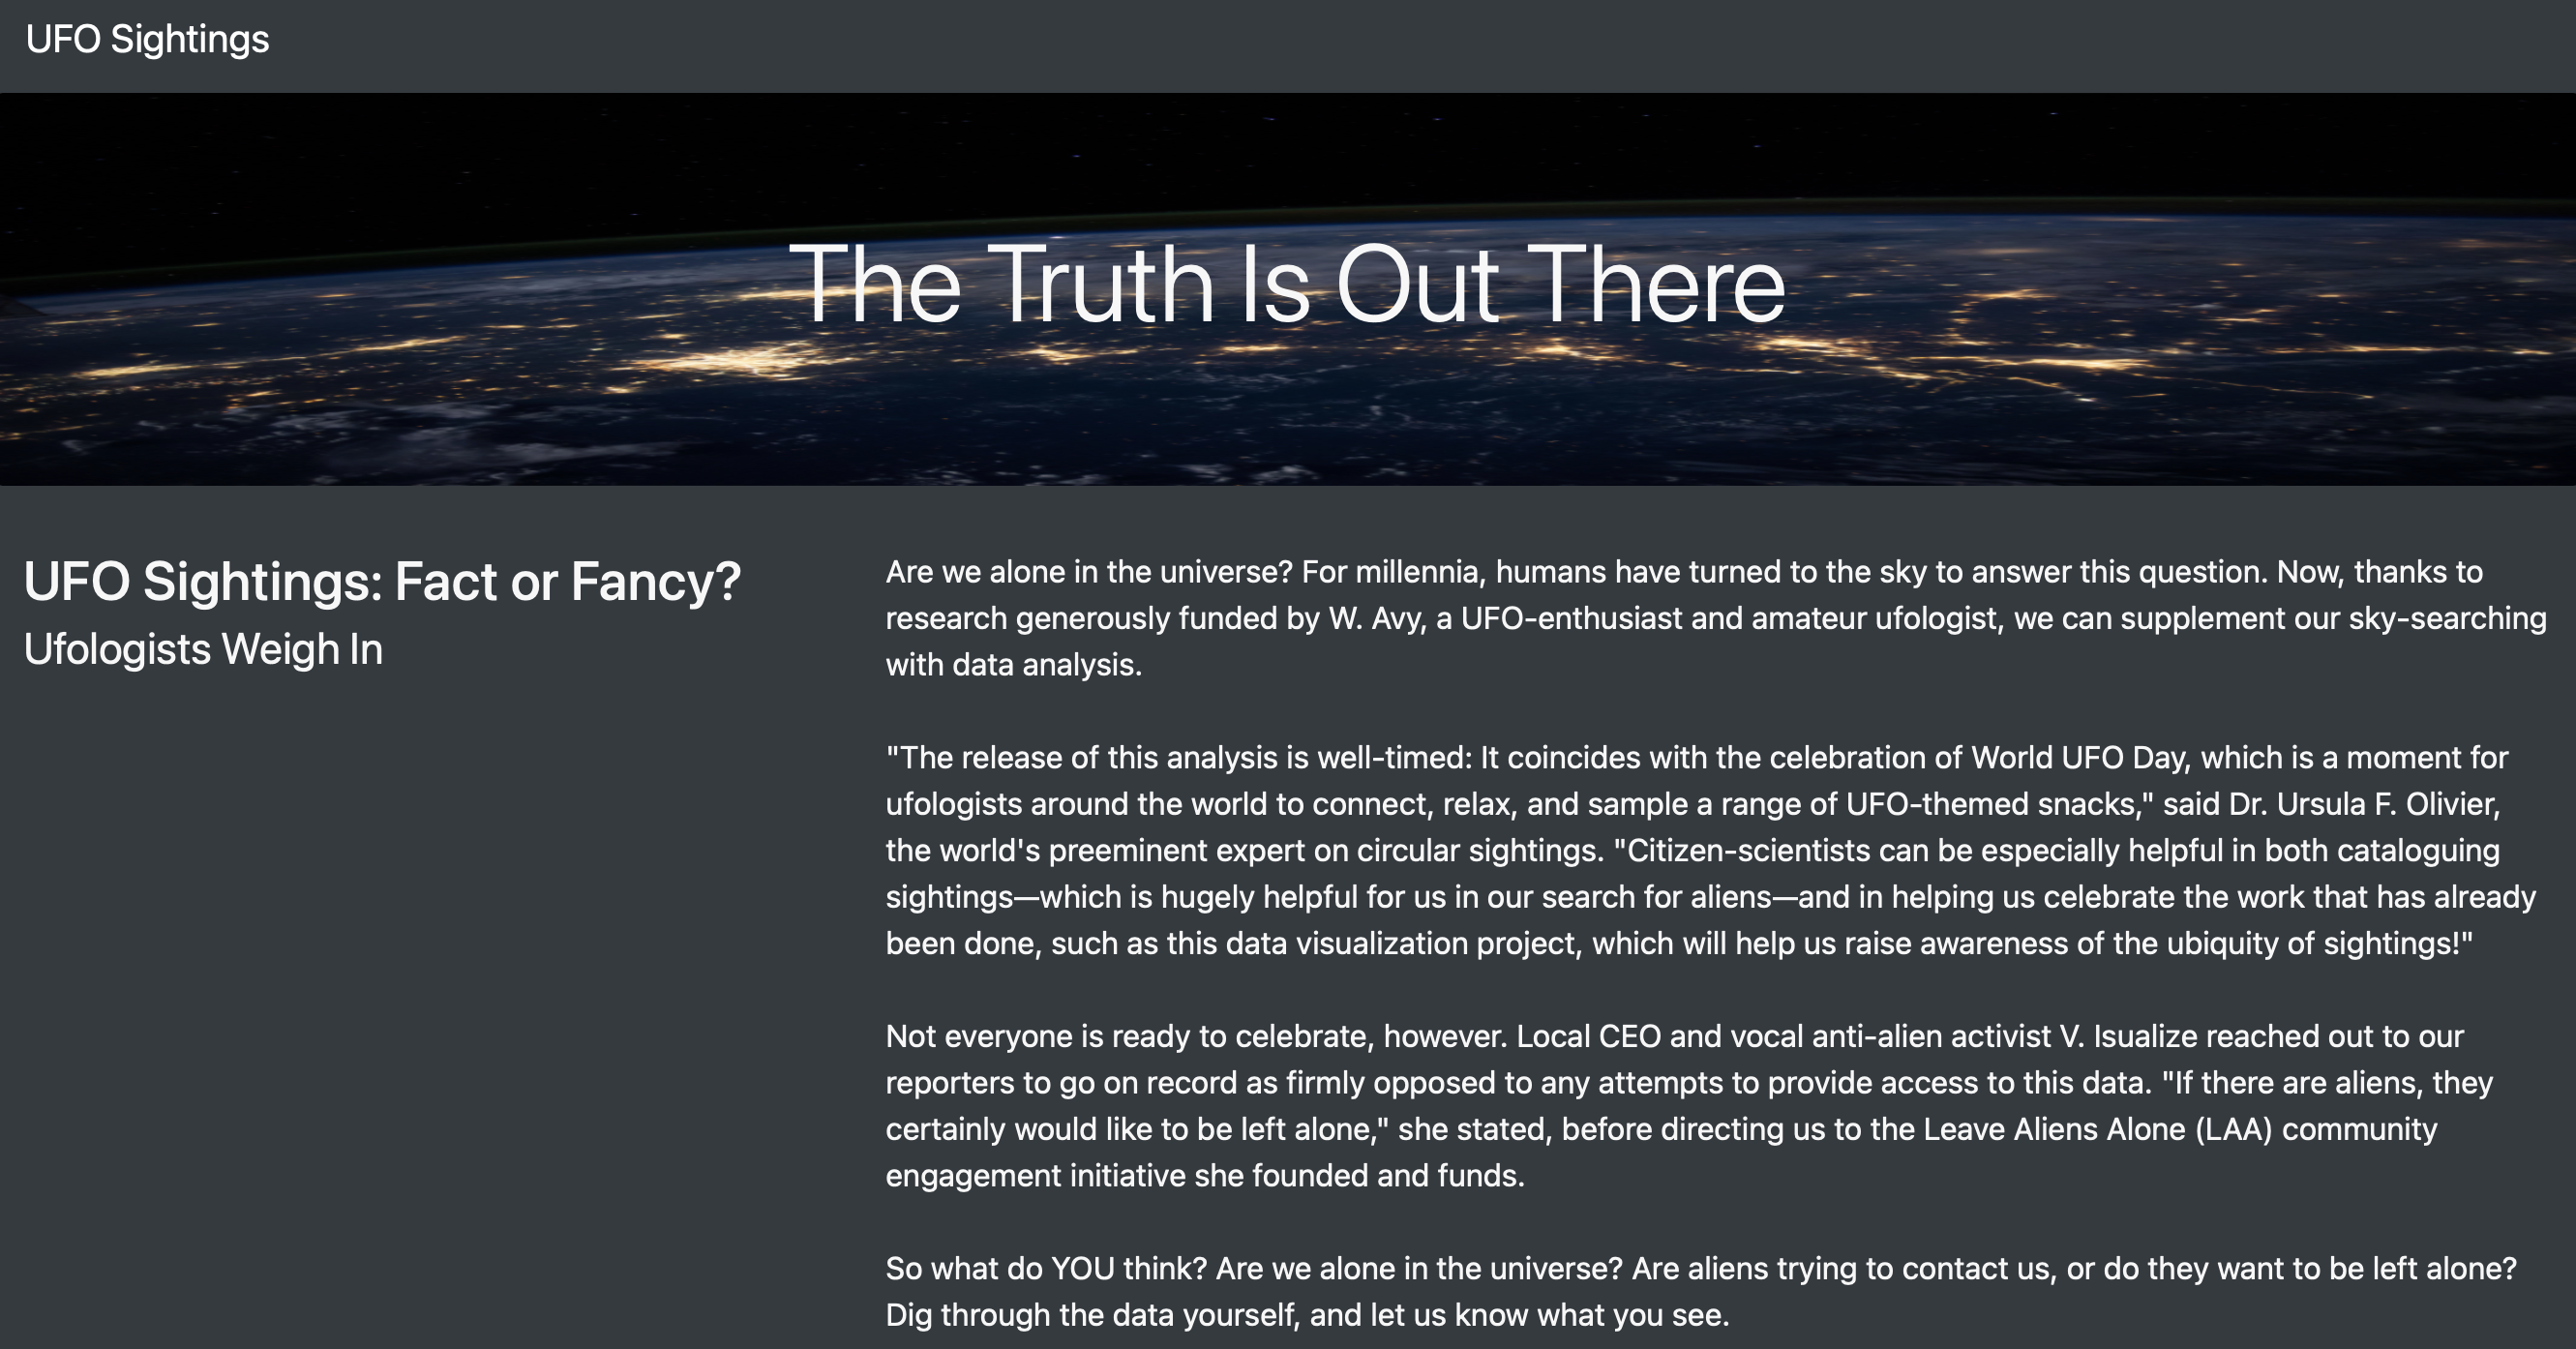 UFO Sightings
The Truth Is Out There
UFO Sightings: Fact or Fancy?
Ufologists Weigh In
Are we alone in the universe? For millennia, humans have turned to the sky to answer this question. Now, thanks to
research generously funded by W. Avy, a UFO-enthusiast and amateur ufologist, we can supplement our sky-searching
with data analysis.
"The release of this analysis is well-timed: It coincides with the celebration of World UFO Day, which is a moment for
ufologists around the world to connect, relax, and sample a range of UFO-themed snacks," said Dr. Ursula F. Olivier,
the world's preeminent expert on circular sightings. "Citizen-scientists can be especially helpful in both cataloguing
sightings—which is hugely helpful for us in our search for aliens—and in helping us celebrate the work that has already
been done, such as this data visualization project, which will help us raise awareness of the ubiquity of sightings!"
Not everyone is ready to celebrate, however. Local CEO and vocal anti-alien activist V. Isualize reached out to our
reporters to go on record as firmly opposed to any attempts to provide access to this data. "If there are aliens, they
certainly would like to be left alone," she stated, before directing us to the Leave Aliens Alone (LAA) community
engagement initiative she founded and funds.
So what do YOU think? Are we alone in the universe? Are aliens trying to contact us, or do they want to be left alone?
Dig through the data yourself, and let us know what you see.